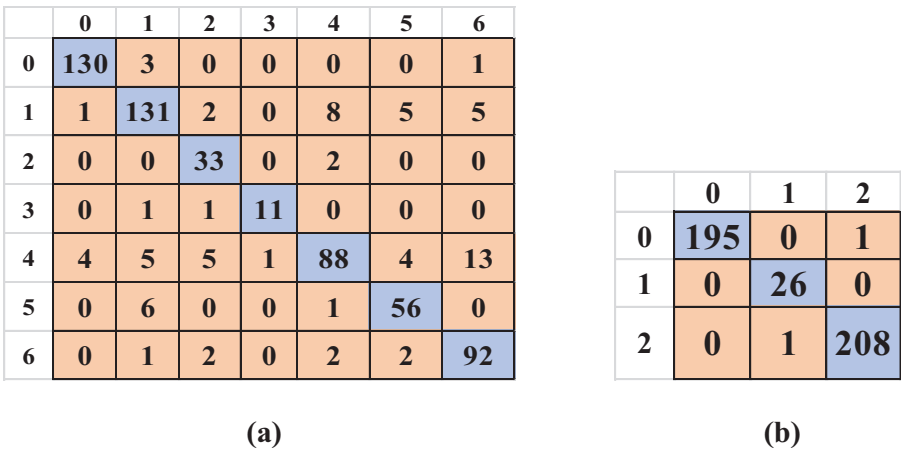 0 1 2 3 4 5 6
0 130 3 0 0 0 0 1
1 1 131 2 0 8 5 5
2 0 0 33 0 2 0 0
3 0 1 1 11 0 0 0
4 4 5 5 1 88 4 13
5 0 6 0 0 1 56 0
6 0 1 2 0 2 2 92
(a)
0 1 2
0 195 0 1
1 0 26 0
2 0 1 208
(b)